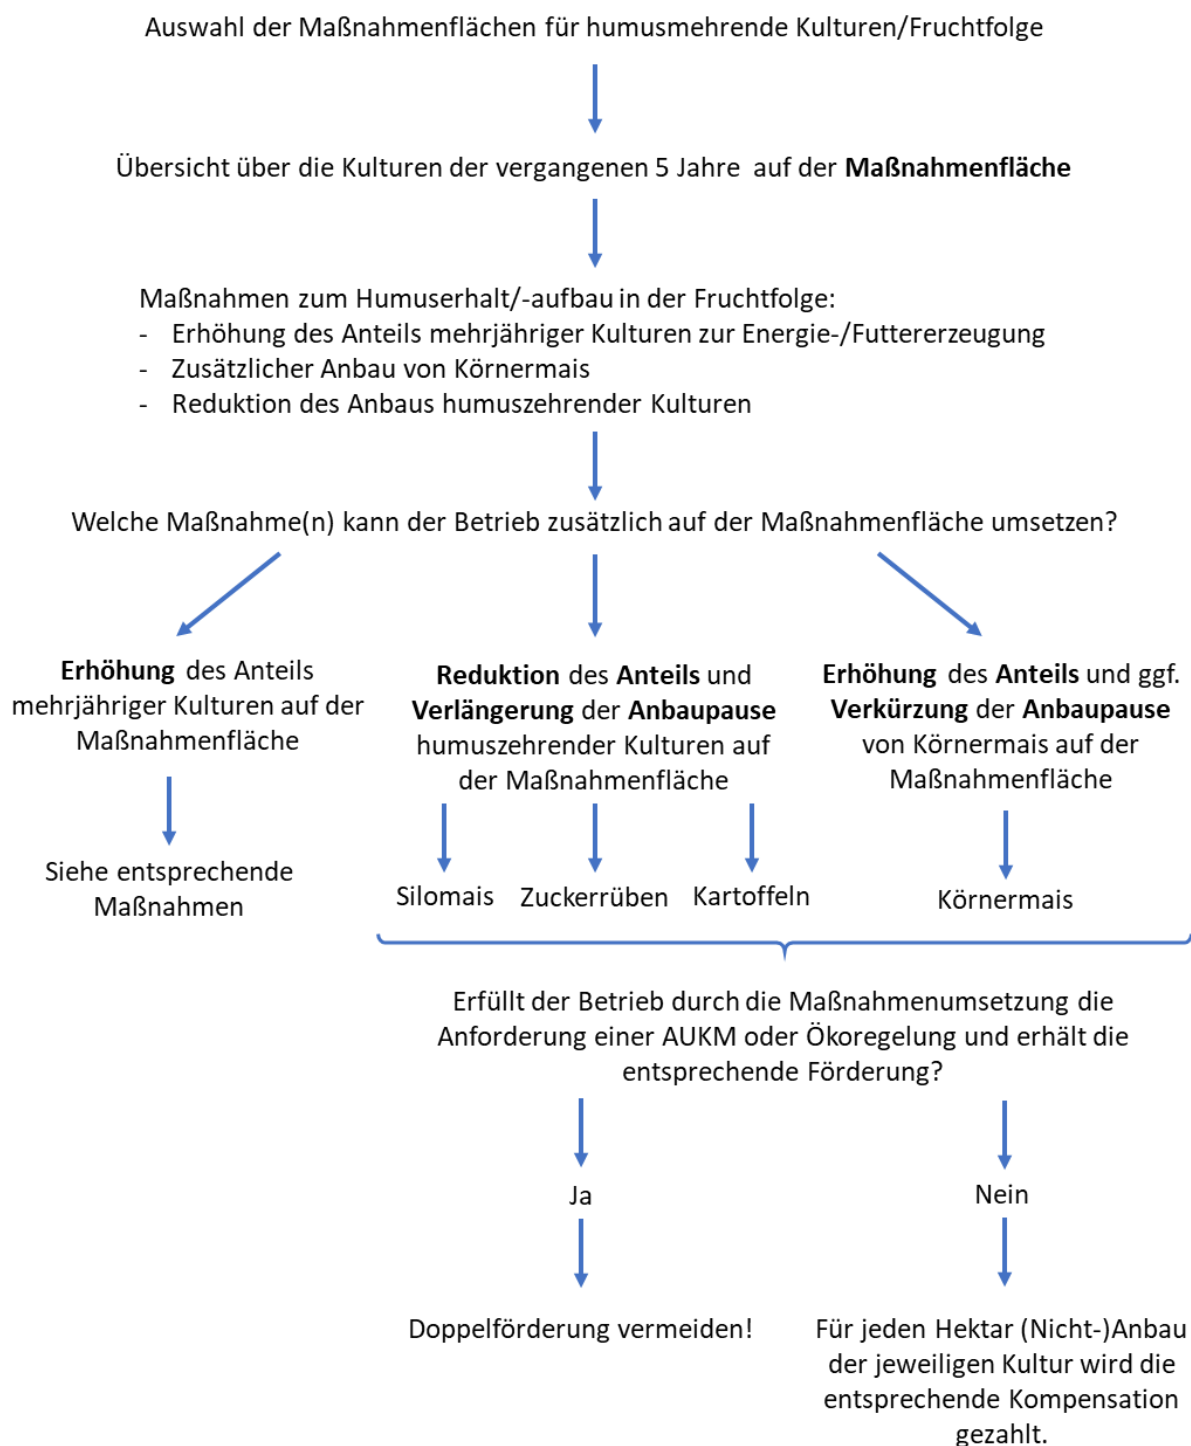 Auswahl der Maßnahmenflächen für humusmehrende Kulturen/Fruchtfolge
Übersicht über die Kulturen der vergangenen 5 Jahre auf der Maßnahmenfläche
Maßnahmen zum Humuserhalt/-aufbau in der Fruchtfolge:
- Erhöhung des Anteils mehrjähriger Kulturen zur Energie-/Futtererzeugung
- Zusätzlicher Anbau von Körnermais
- Reduktion des Anbaus humuszehrender Kulturen
Welche Maßnahme(n) kann der Betrieb zusätzlich auf der Maßnahmenfläche umsetzen?
Erhöhung des Anteils
mehrjähriger Kulturen auf der
Maßnahmenfläche
Siehe entsprechende
Maßnahmen
Reduktion des Anteils und
Verlängerung der Anbaupause
humuszehrender Kulturen auf
der Maßnahmenfläche
Silomais
Zuckerrüben
Kartoffeln
Erhöhung des Anteils und ggf.
Verkürzung der Anbaupause
von Körnermais auf der
Maßnahmenfläche
Körnermais
Erfüllt der Betrieb durch die Maßnahmenumsetzung die
Anforderung einer AUKM oder Ökoregelung und erhält die
entsprechende Förderung?
Ja
Doppelförderung vermeiden!
Nein
Für jeden Hektar (Nicht-)Anbau
der jeweiligen Kultur wird die
entsprechende Kompensation
gezahlt.